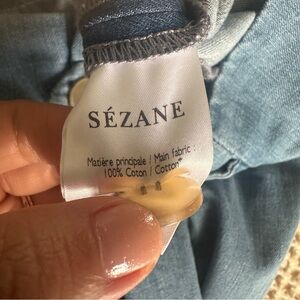 SÉZANE
Matière principale / Main fabric :
100% Coton / Cotton*